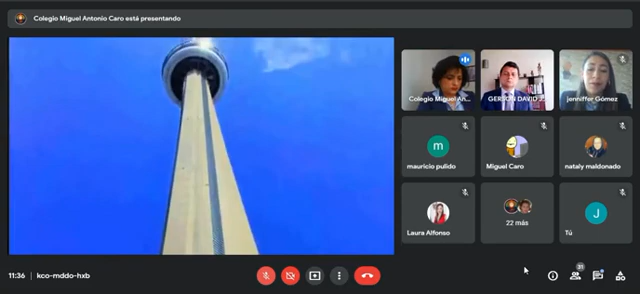 Colegio Miguel Antonio Caro está presentando
Colegio Miguel An...
GERSON DAVID
jenniffer Gómez
m
mauricio pulido
Miguel Caro
nataly maldonado
Laura Alfonso
22 más
J
Tú
11:36 | kco-mddo-hxb
31